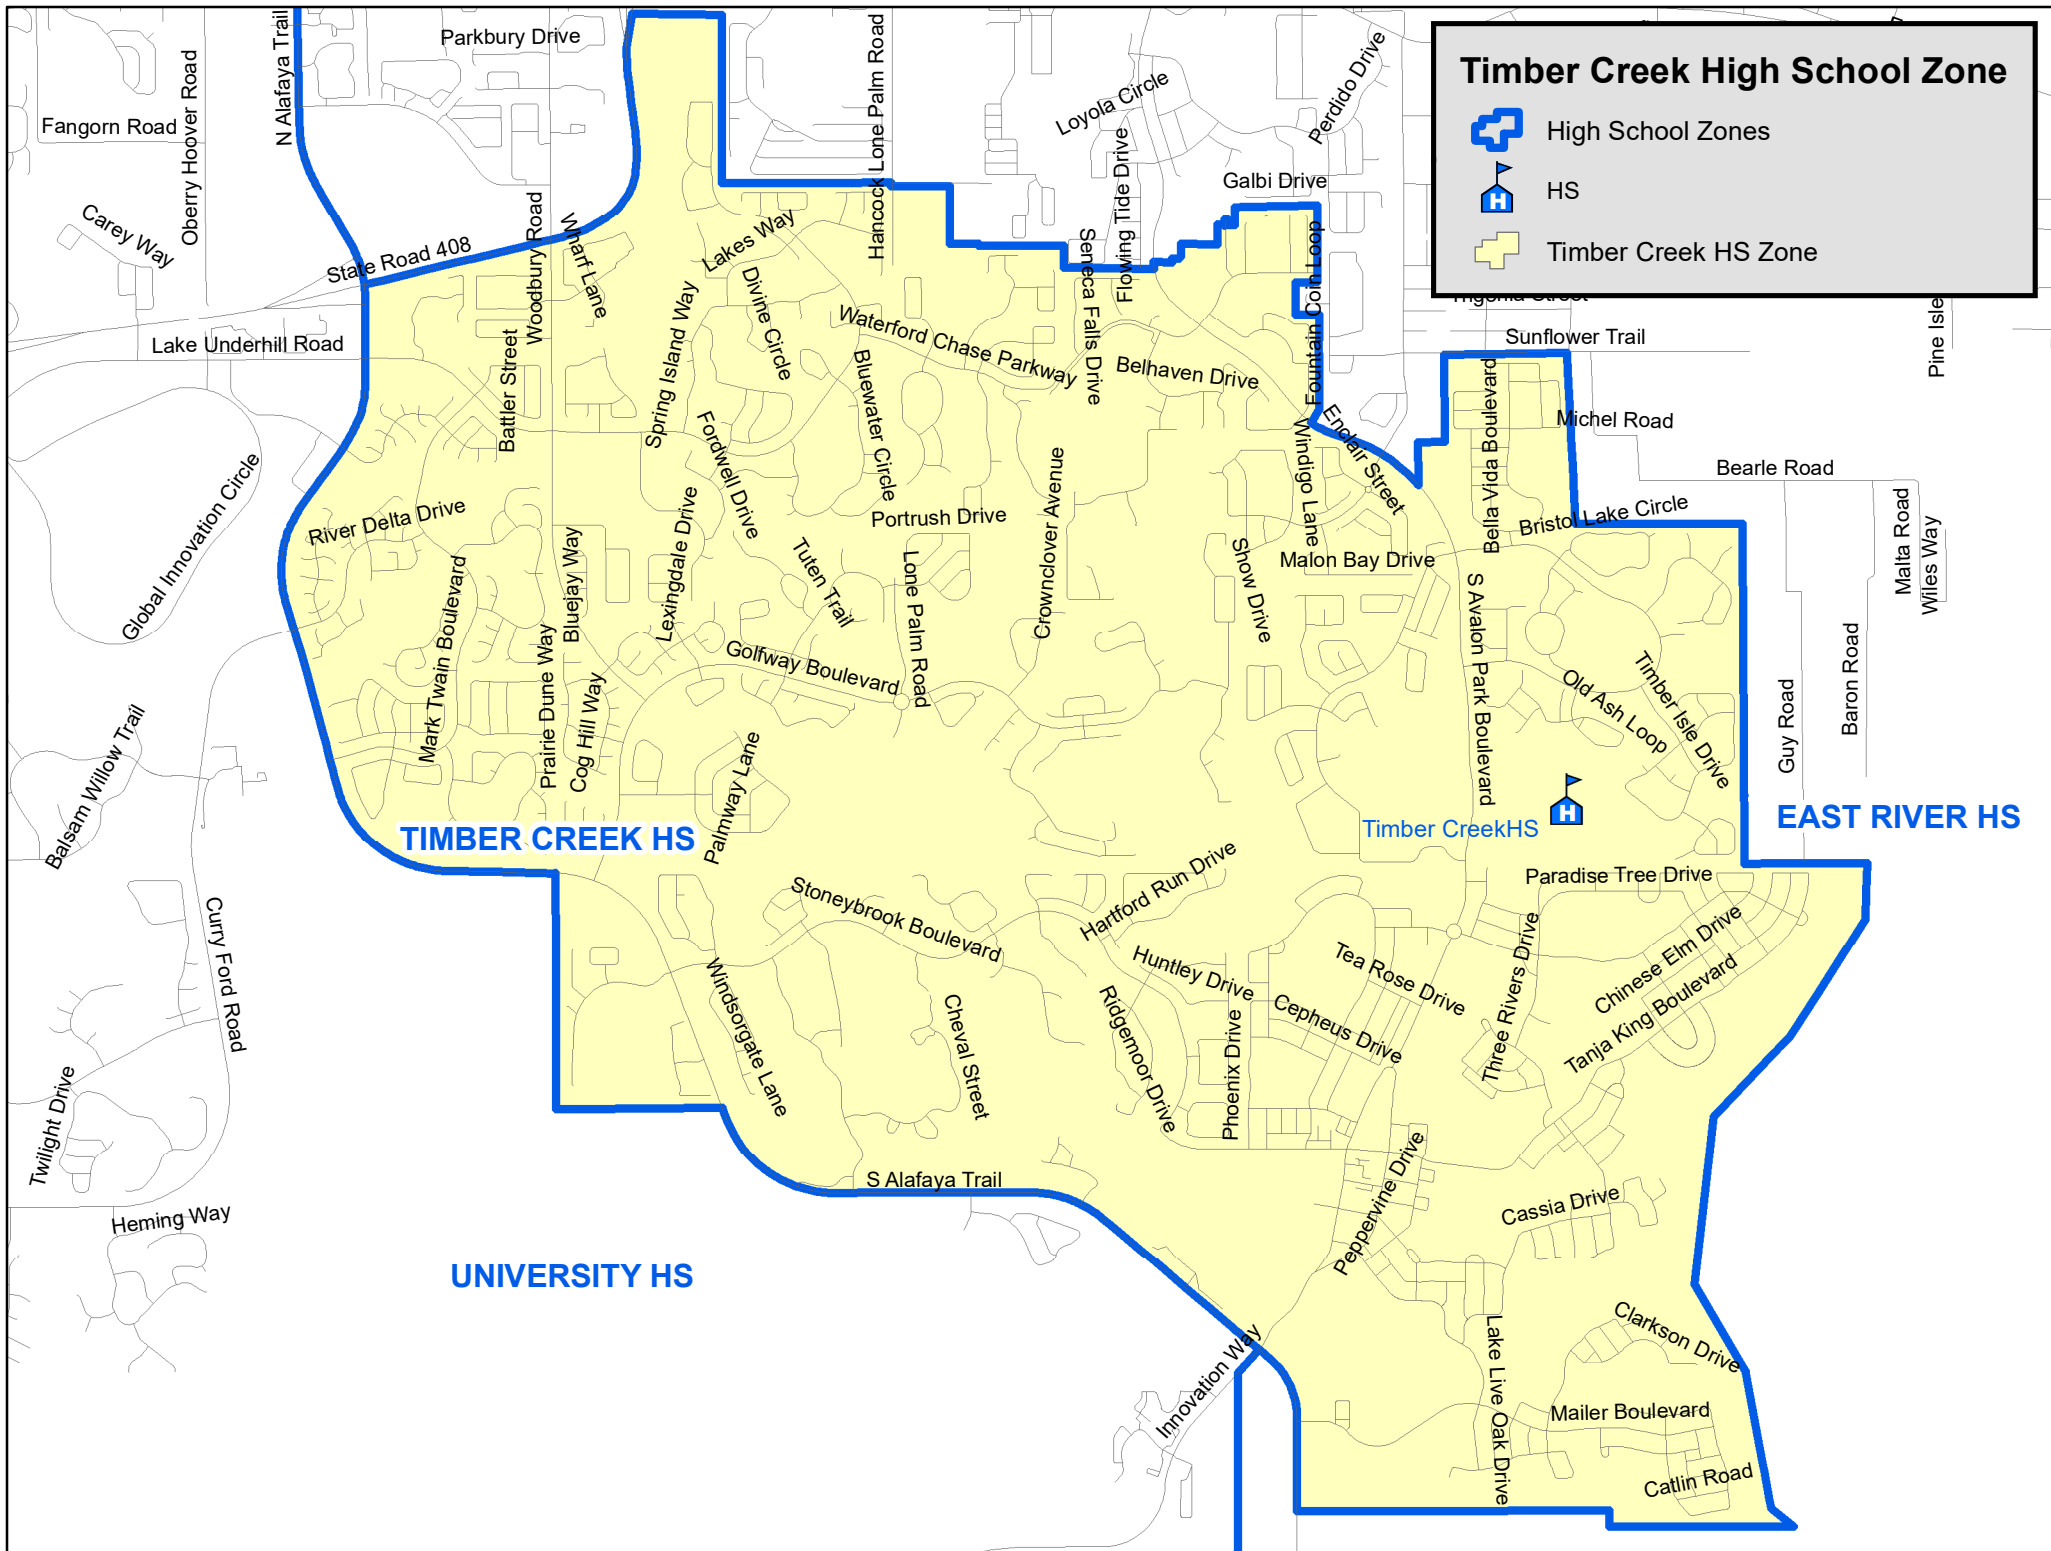 Timber Creek High School Zone
High School Zones
HS
Timber Creek HS Zone
N Alafaya Trail
Parkbury Drive
Hancock Lone Palm Road
Perdido Drive
Loyola Circle
Fangorn Road
Oberry Hoover Road
Carey Way
State Road 408
Woodbury Road
Wharf Lane
Lakes Way
Flowing Tide Drive
Galbi Drive
Seneca Falls Drive
Fountain Coin Loop
Sunflower Trail
Pine Isle
Lake Underhill Road
Battler Street
Spring Island Way
Divine Circle
Waterford Chase Parkway
Belhaven Drive
Bluewater Circle
Fordwell Drive
Enclair Street
Windigo Lane
Bella Vida Boulevard
Michel Road
Bearle Road
Malta Road
Wiles Way
Global Innovation Circle
River Delta Drive
Portrush Drive
Crownclover Avenue
Bristol Lake Circle
Malon Bay Drive
Show Drive
Lexingdale Drive
Bluejay Way
Tuten Trail
Lone Palm Road
Mark Twain Boulevard
Prairie Dune Way
Cog Hill Way
Golfway Boulevard
S Avalon Park Boulevard
Old Ash Loop
Timber Isle Drive
Guy Road
Baron Road
Balsam Willow Trail
Palmway Lane
TIMBER CREEK HS
Timber CreekHS
EAST RIVER HS
Curry Ford Road
Stoneybrook Boulevard
Hartford Run Drive
Paradise Tree Drive
Chinese Elm Drive
Tanja King Boulevard
Three Rivers Drive
Tea Rose Drive
Huntley Drive
Cepheus Drive
Phoenix Drive
Ridgemoor Drive
Cheval Street
Windsorgate Lane
Twilight Drive
Heming Way
S Alafaya Trail
Peppervine Drive
Cassia Drive
UNIVERSITY HS
Innovation Way
Lake Live Oak Drive
Clarkson Drive
Mailer Boulevard
Catlin Road